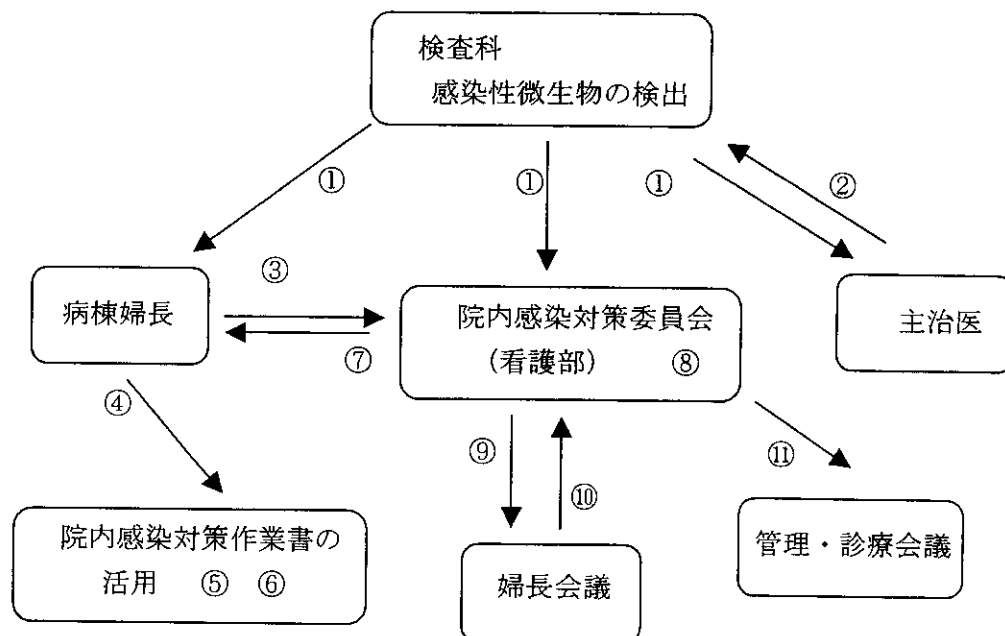 検査科
感染性微生物の検出
①
①
①
②
病棟婦長
③
⑦
院内感染対策委員会
(看護部) ⑧
主治医
④
⑨
⑩
⑪
院内感染対策作業書の
活用 ⑤ ⑥
婦長会議
管理・診療会議